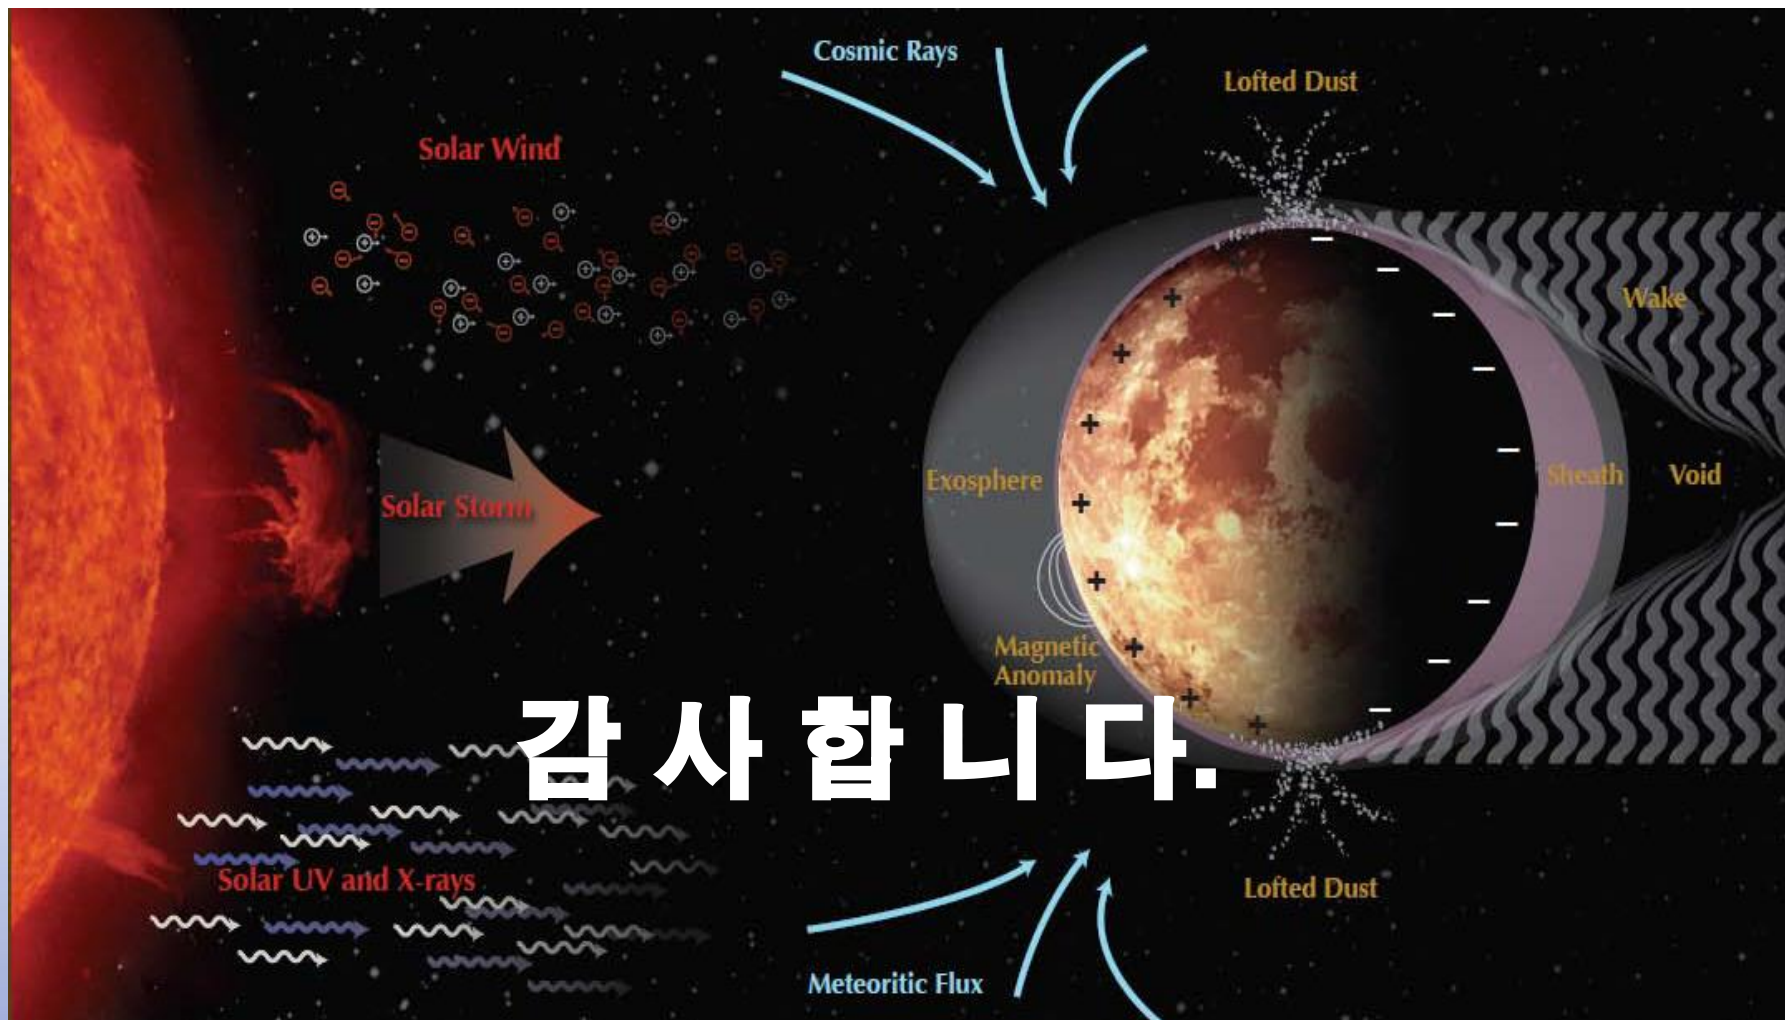 Cosmic Rays
Lofted Dust
Solar Wind
Wake
Exosphere
Sheath
Void
Solar Storm
Magnetic
Anomaly
감 사 합 니 다.
Solar UV and X-rays
Lofted Dust
Meteoritic Flux